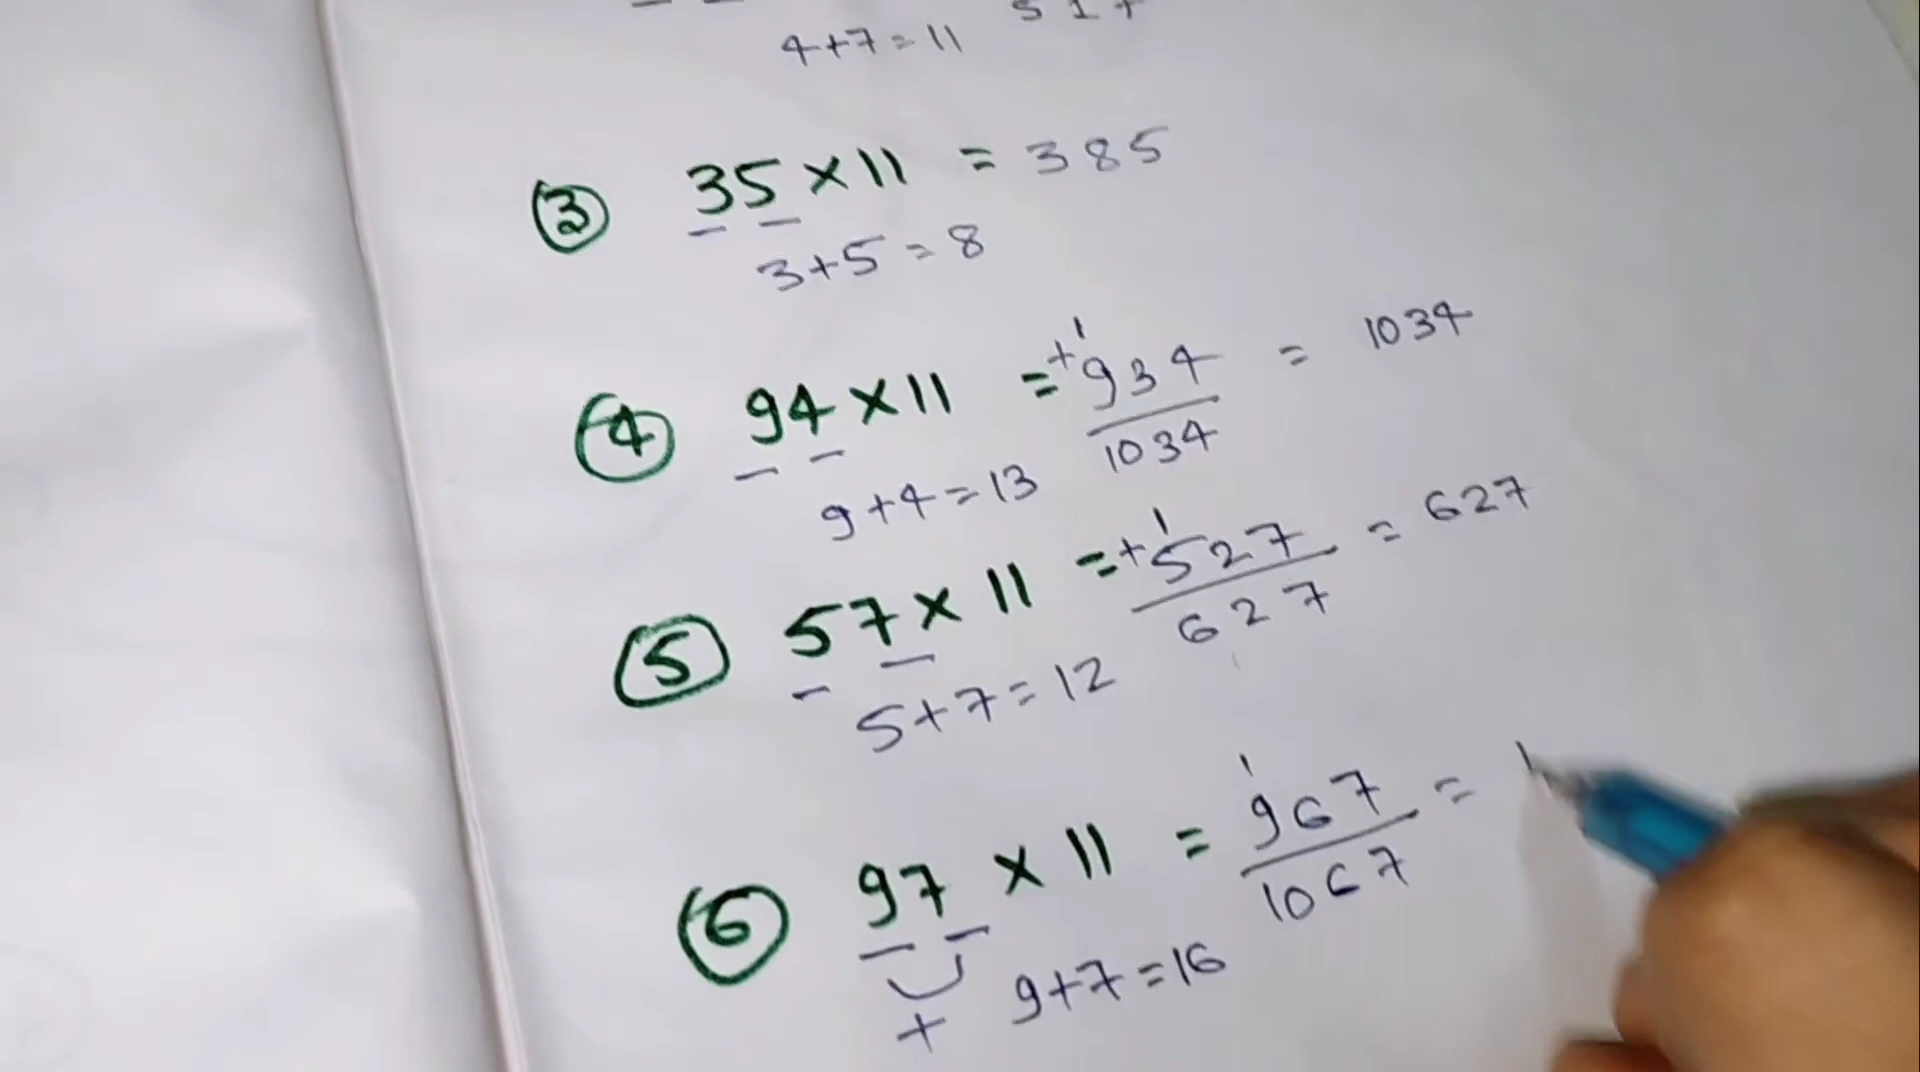 4+7=11
③ 35×11 = 385
3+5=8
1
④ 94×11 =+934 = 1034
9+4=13 1034
1
⑤ 57×11 =+527 = 627
5+7=12 627
1
⑥ 97×11 = 967 = 1
9+7=16 1067
+